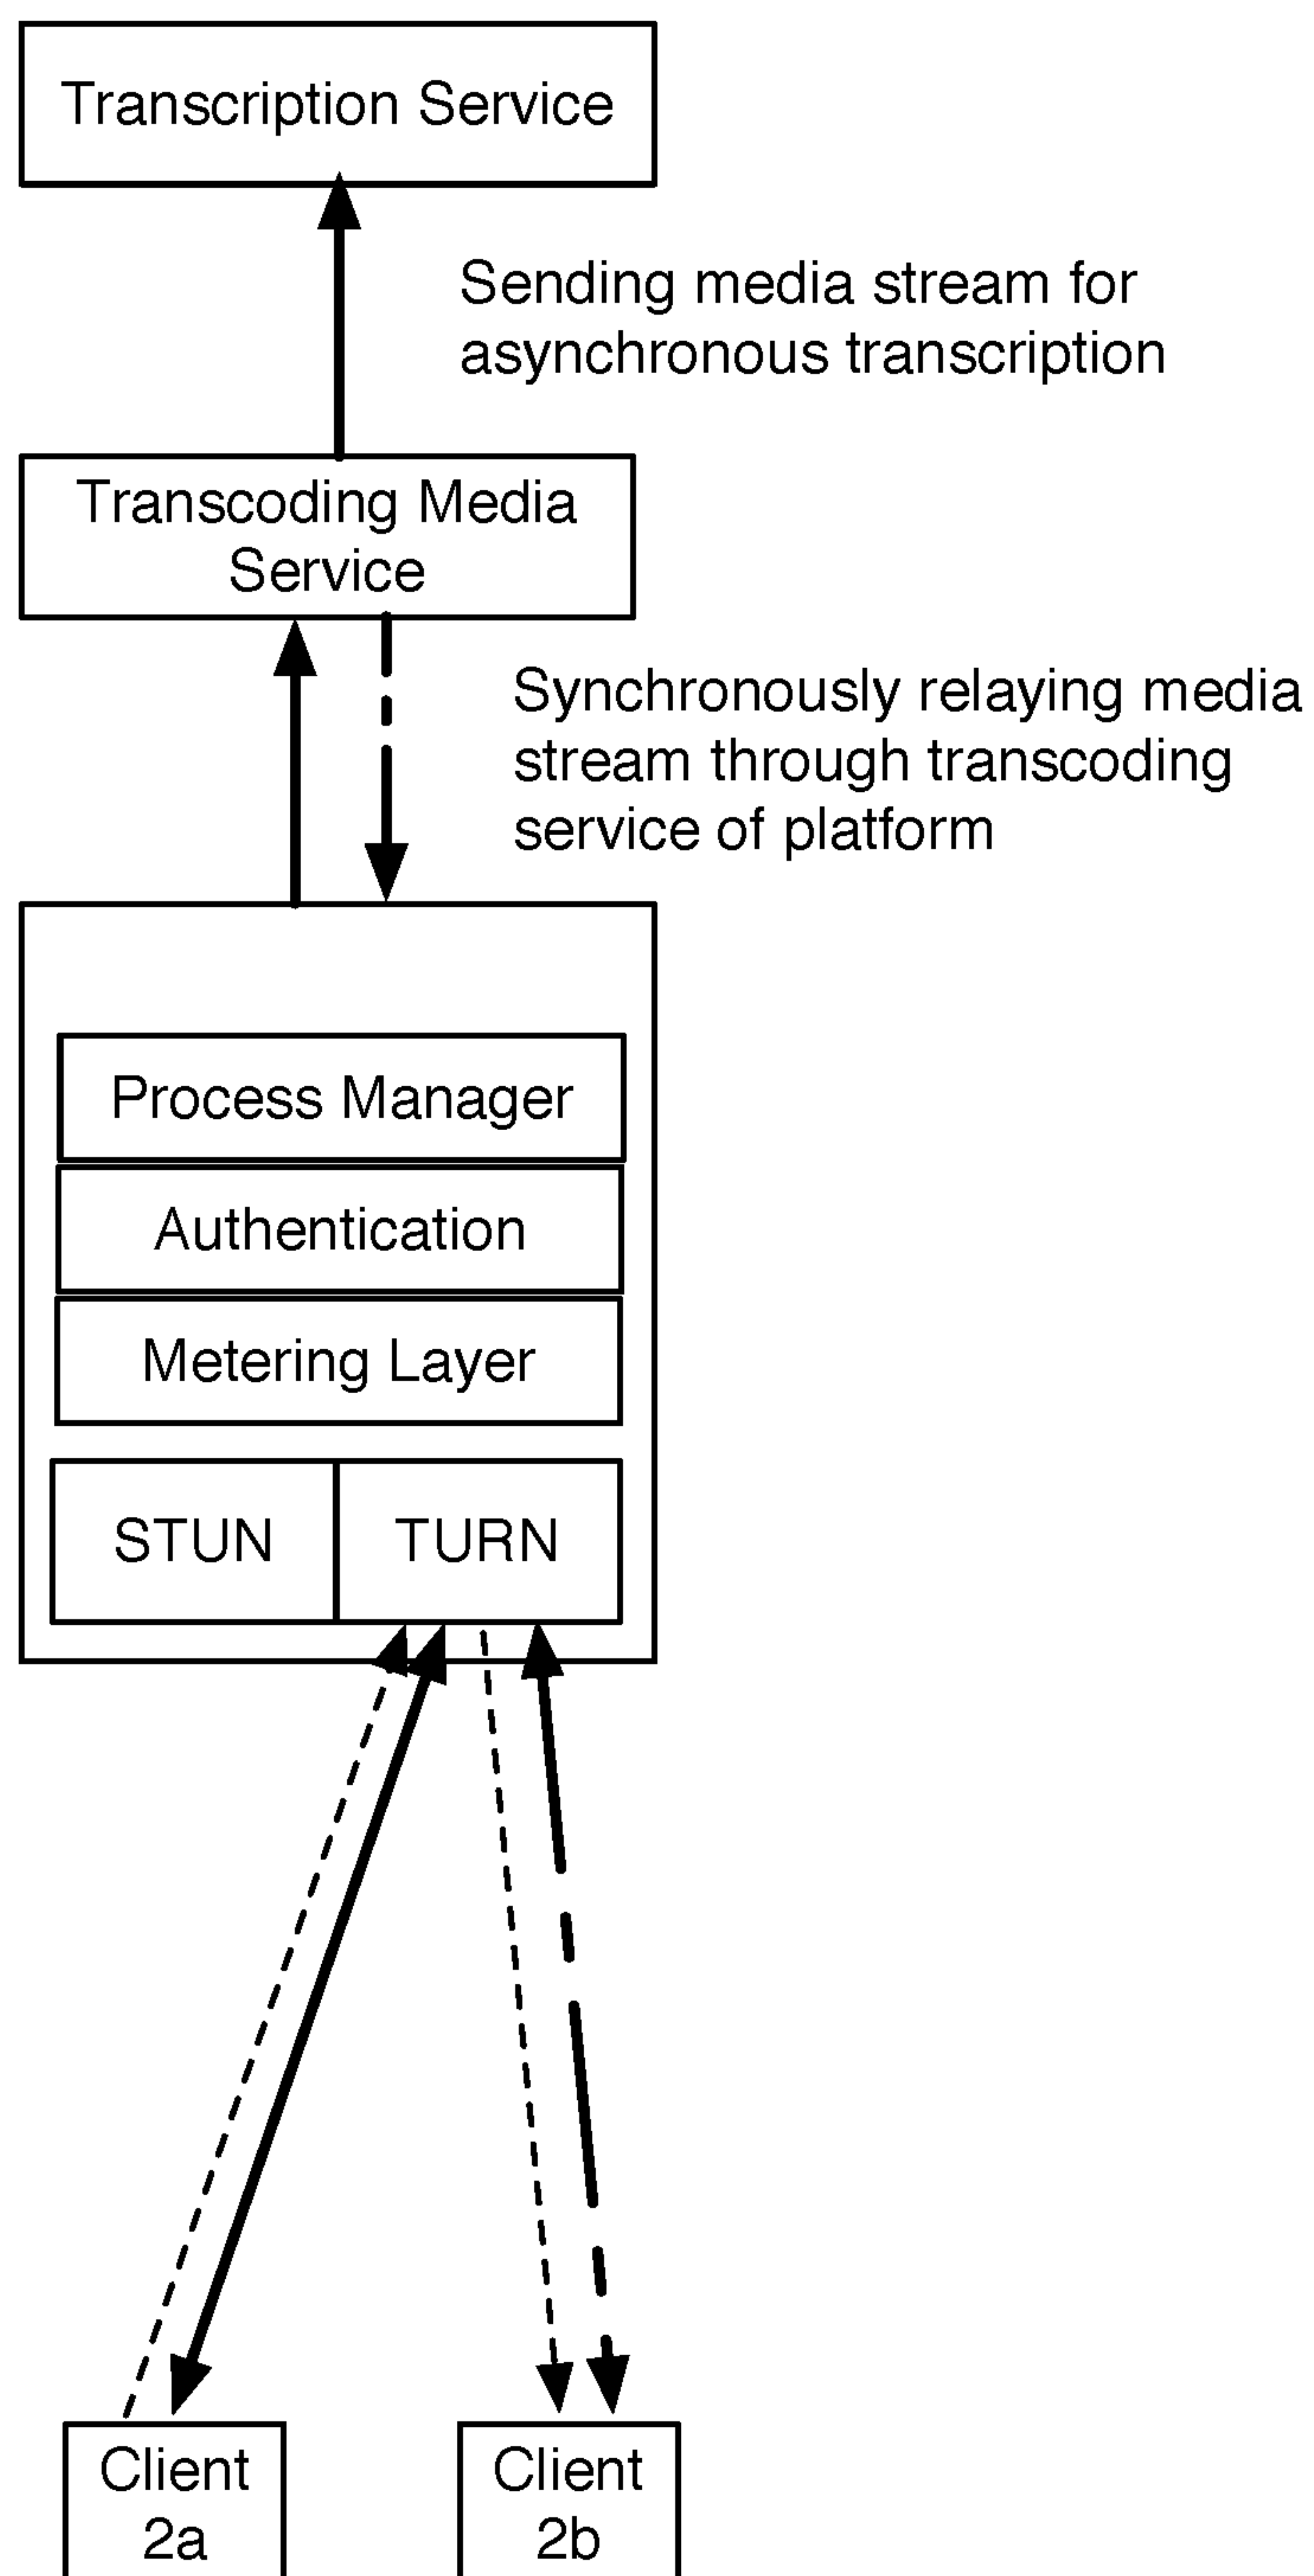 Transcription Service
Sending media stream for
asynchronous transcription
Transcoding Media
Service
Synchronously relaying media
stream through transcoding
service of platform
Process Manager
Authentication
Metering Layer
STUN
TURN
Client
2a
Client
2b